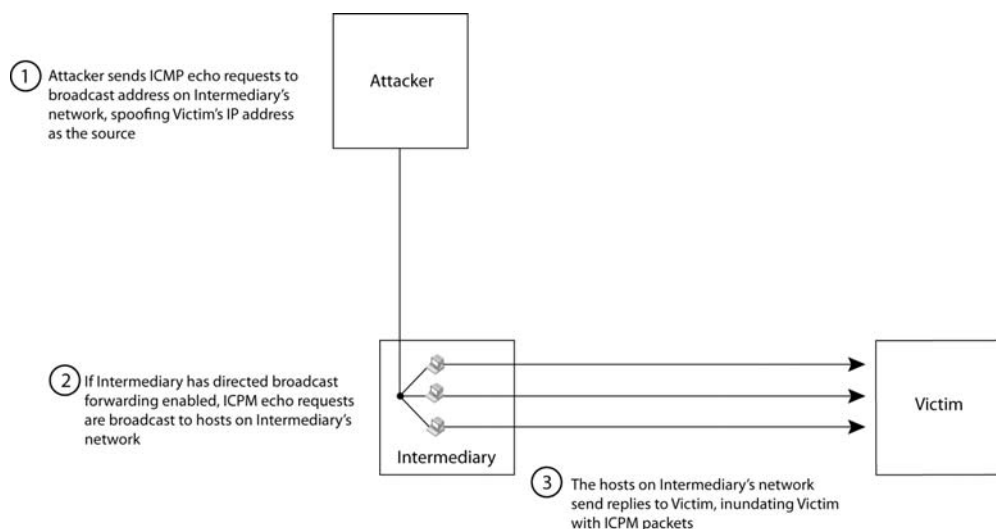 1 Attacker sends ICMP echo requests to
broadcast address on Intermediary's
network, spoofing Victim's IP address
as the source
Attacker
2 If Intermediary has directed broadcast
forwarding enabled, ICPM echo requests
are broadcast to hosts on Intermediary's
network
Intermediary
Victim
3 The hosts on Intermediary's network
send replies to Victim, inundating Victim
with ICPM packets